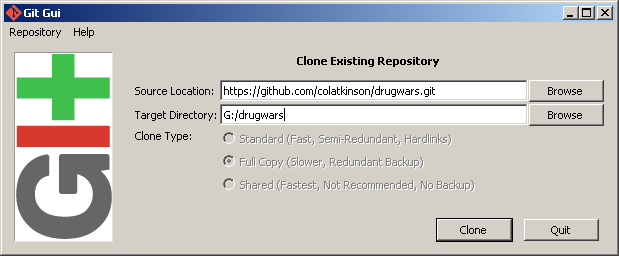 Git Gui
Repository Help
Clone Existing Repository
Source Location: https://github.com/colatkinson/drugwars.git Browse
Target Directory: G:/drugwars Browse
Clone Type: Standard (Fast, Semi-Redundant, Hardlinks)
Full Copy (Slower, Redundant Backup)
Shared (Fastest, Not Recommended, No Backup)
Clone Quit
GIT